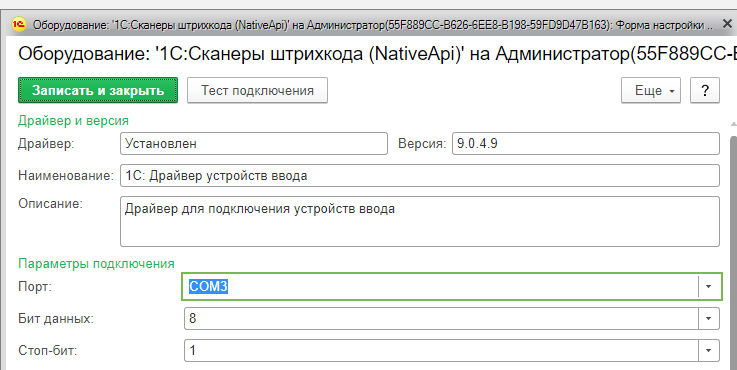 Оборудование: '1С:Сканеры штрихкода (NativeApi)' на Администратор(55F889CC-B626-6EE8-B198-59FD9D47B163): Форма настройки ...
Оборудование: '1С:Сканеры штрихкода (NativeApi)' на Администратор(55F889CC-B
Записать и закрыть Тест подключения Еще ?
Драйвер и версия
Драйвер: Установлен Версия: 9.0.4.9
Наименование: 1С: Драйвер устройств ввода
Описание: Драйвер для подключения устройств ввода
Параметры подключения
Порт: COM3
Бит данных: 8
Стоп-бит: 1